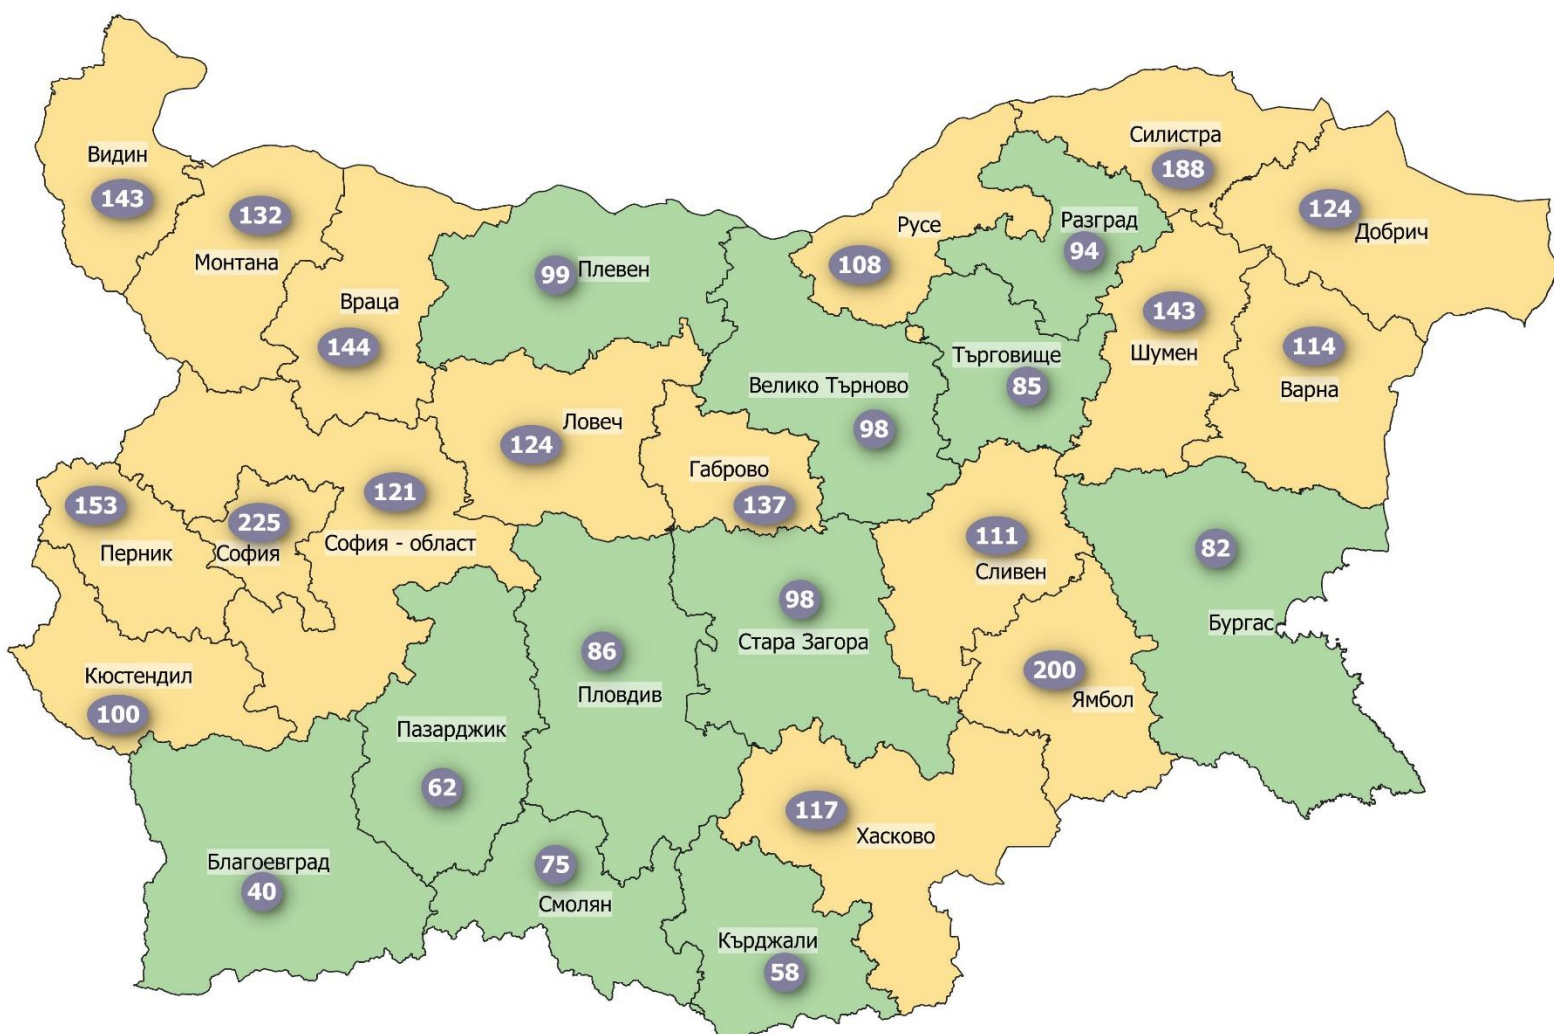 Видин
143
132
Монтана
Враца
144
99
Плевен
Русе
108
Силистра
188
Разград
94
124
Добрич
143
Шумен
114
Варна
Търговище
85
Велико Търново
98
Ловеч
124
Габрово
137
153
Перник
225
София
121
София - област
Кюстендил
100
86
Пловдив
98
Стара Загора
111
Сливен
82
Бургас
200
Ямбол
Пазарджик
62
117
Хасково
Благоевград
40
75
Смолян
Кърджали
58